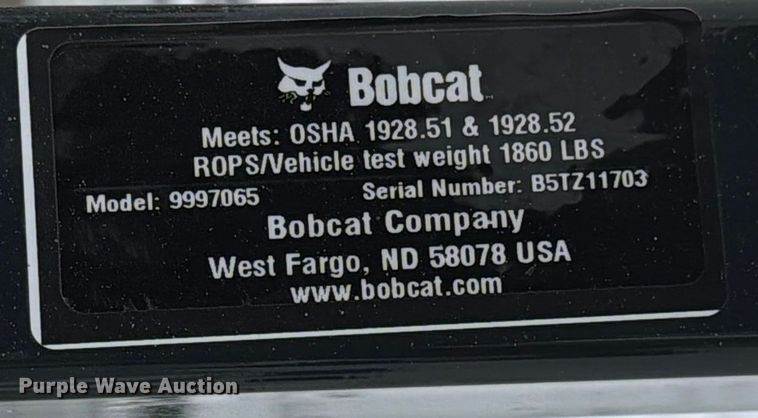 Bobcat
Meets: OSHA 1928.51 & 1928.52
ROPS/Vehicle test weight 1860 LBS
Model: 9997065 Serial Number: B5TZ11703
Bobcat Company
West Fargo, ND 58078 USA
www.bobcat.com
Purple Wave Auction